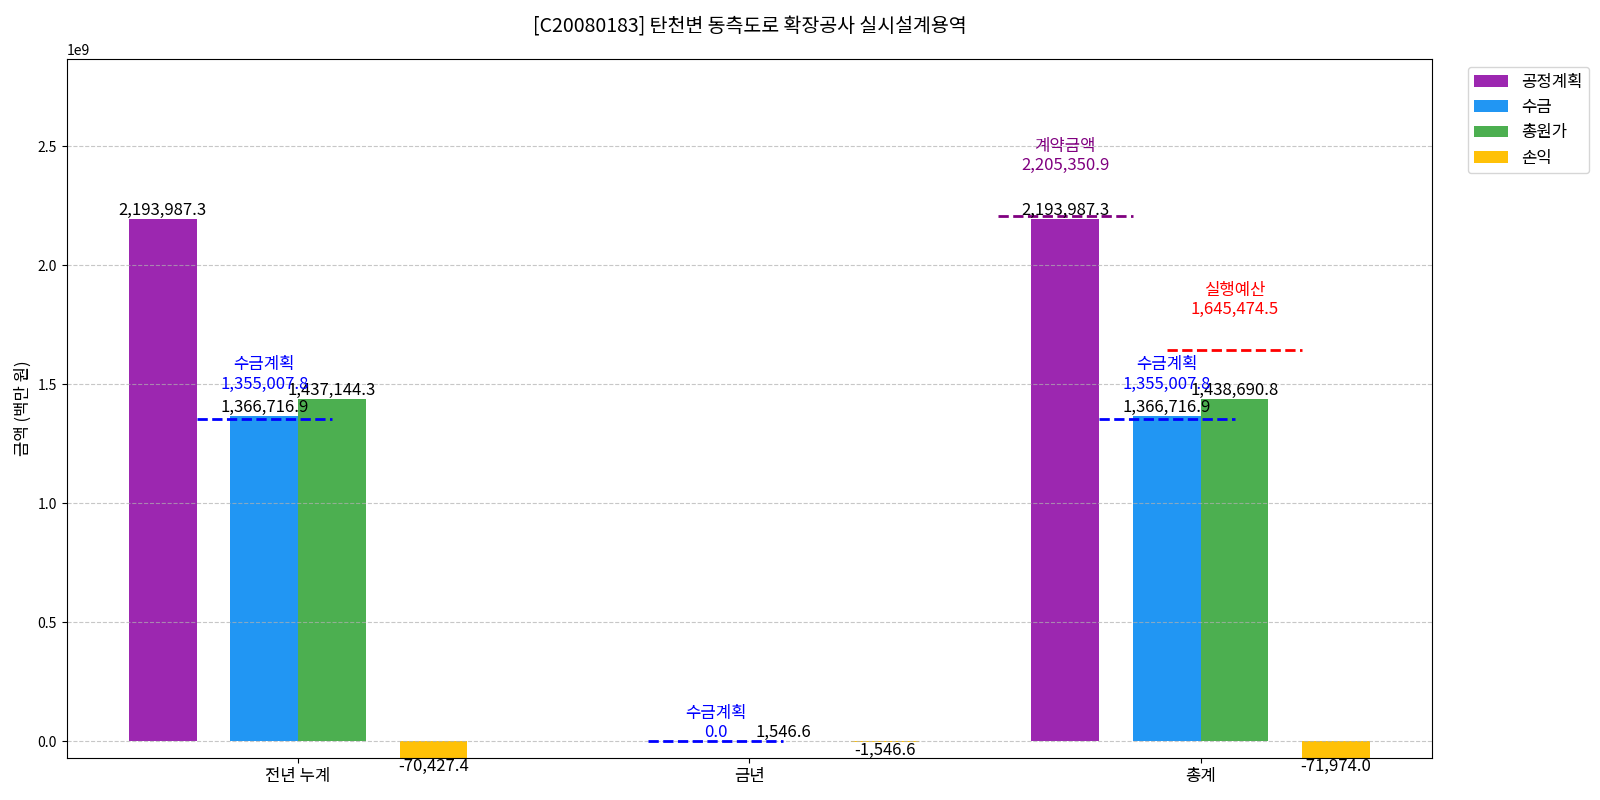 [C20080183] 탄천변 동측도로 확장공사 실시설계용역
1e9
공정계획
수금
총원가
손익
금액 (백만 원)
2.5
2.0
1.5
1.0
0.5
0.0
2,193,987.3
수금계획
1,355,007.8
1,366,716.9
1,437,144.3
-70,427.4
수금계획
0.0
1,546.6
-1,546.6
계약금액
2,205,350.9
2,193,987.3
실행예산
1,645,474.5
수금계획
1,355,007.8
1,366,716.9
1,438,690.8
-71,974.0
전년 누계
금년
총계